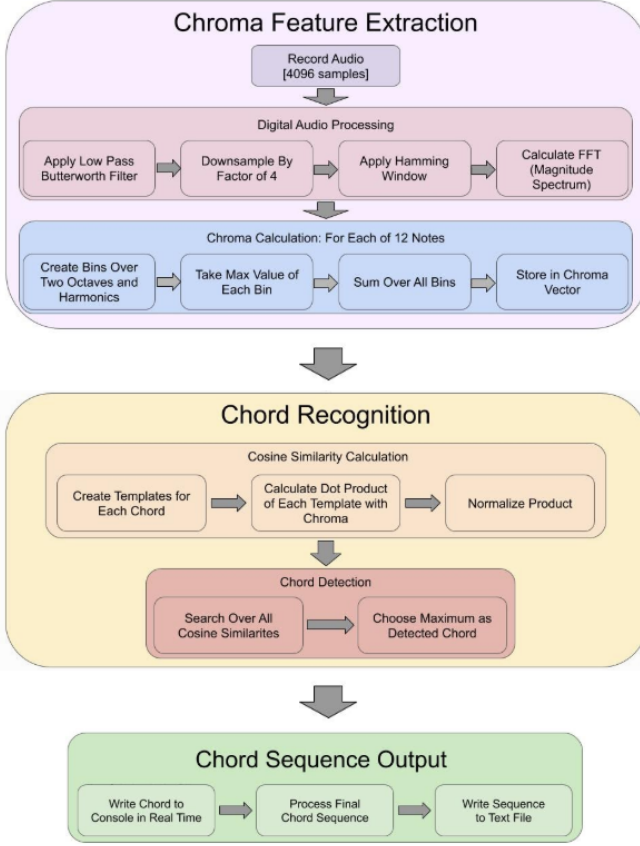 Chroma Feature Extraction
Record Audio
[4096 samples]
Digital Audio Processing
Apply Low Pass
Butterworth Filter
Downsample By
Factor of 4
Apply Hamming
Window
Calculate FFT
(Magnitude
Spectrum)
Chroma Calculation: For Each of 12 Notes
Create Bins Over
Two Octaves and
Harmonics
Take Max Value of
Each Bin
Sum Over All Bins
Store in Chroma
Vector
Chord Recognition
Cosine Similarity Calculation
Create Templates for
Each Chord
Calculate Dot Product
of Each Template with
Chroma
Normalize Product
Chord Detection
Search Over All
Cosine Similarites
Choose Maximum as
Detected Chord
Chord Sequence Output
Write Chord to
Console in Real Time
Process Final
Chord Sequence
Write Sequence
to Text File